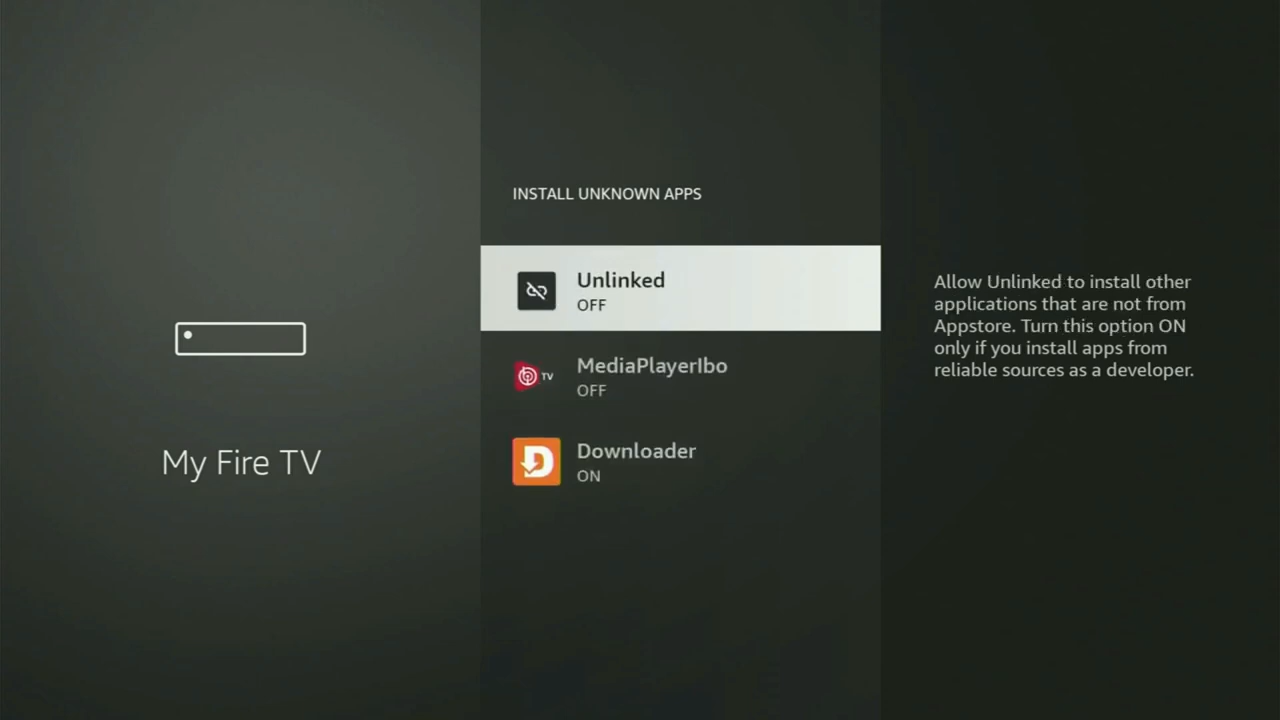 INSTALL UNKNOWN APPS
Unlinked
OFF
TV
MediaPlayerIbo
OFF
Downloader
ON
My Fire TV
Allow Unlinked to install other
applications that are not from
Appstore. Turn this option ON
only if you install apps from
reliable sources as a developer.